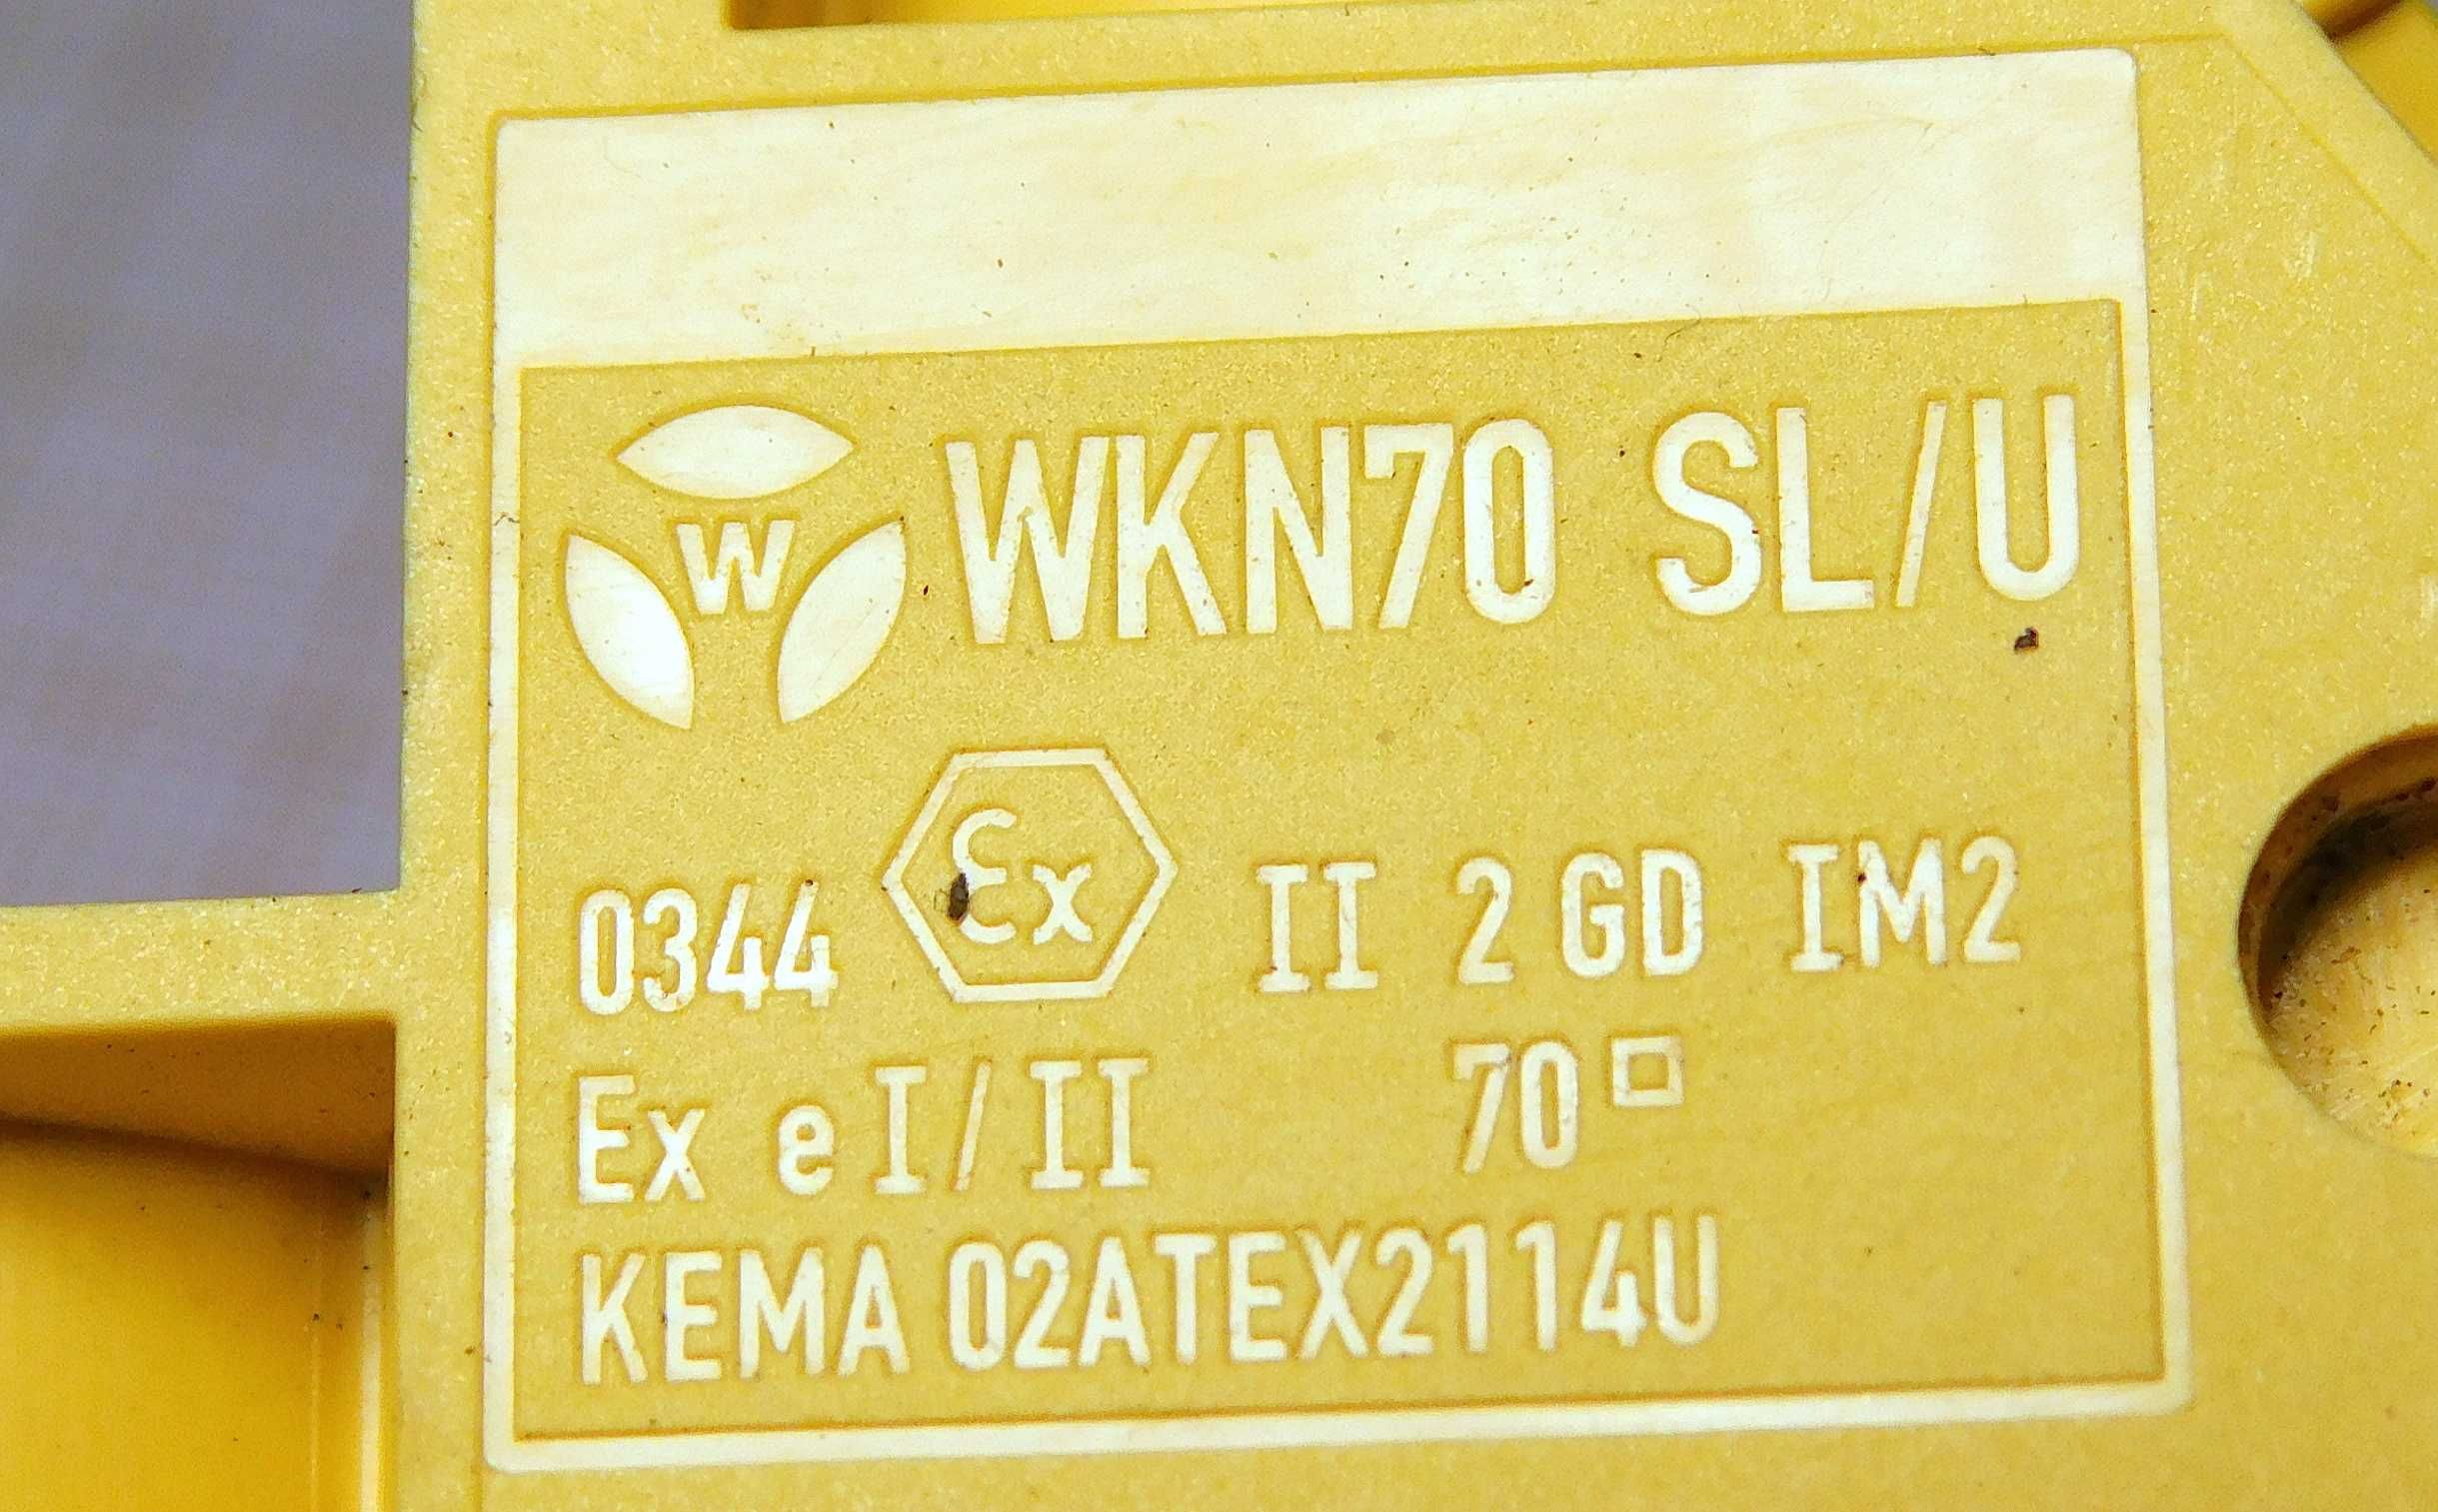 W WKN70 SL/U
0344 Ex II 2 GD IM2
Ex e I/II 70□
KEMA 02ATEX2114U